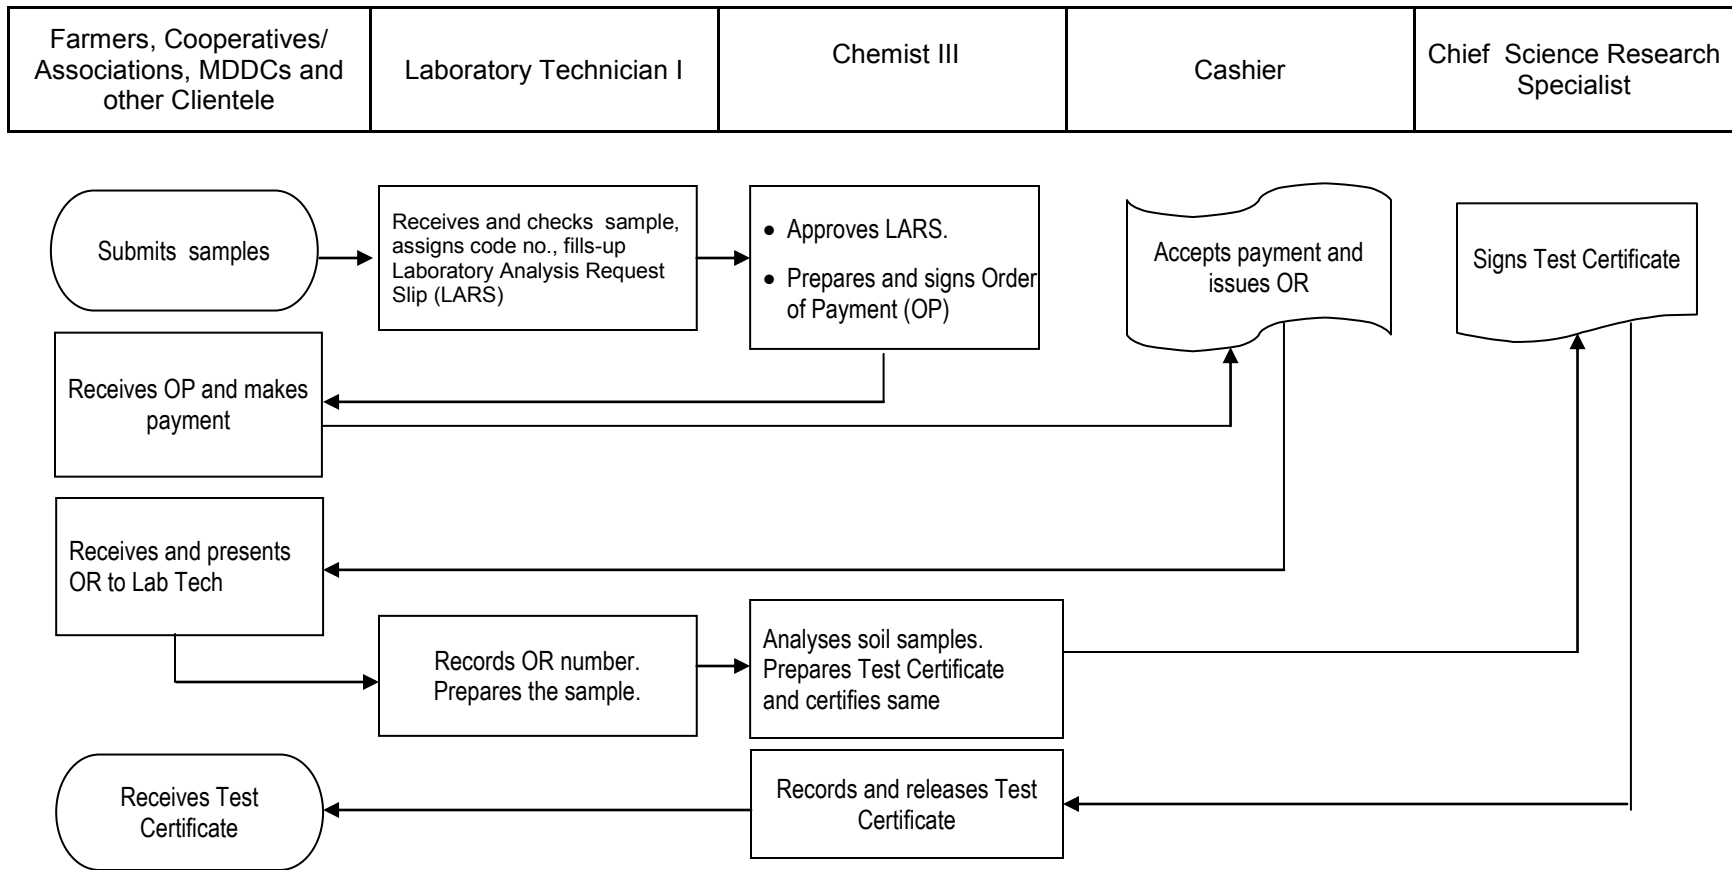 Farmers, Cooperatives/
Associations, MDDCs and
other Clientele
Laboratory Technician I
Chemist III
Cashier
Chief Science Research
Specialist
Submits samples
Receives and checks sample,
assigns code no., fills-up
Laboratory Analysis Request
Slip (LARS)
• Approves LARS.
• Prepares and signs Order
of Payment (OP)
Accepts payment and
issues OR
Signs Test Certificate
Receives OP and makes
payment
Receives and presents
OR to Lab Tech
Records OR number.
Prepares the sample.
Analyses soil samples.
Prepares Test Certificate
and certifies same
Receives Test
Certificate
Records and releases Test
Certificate